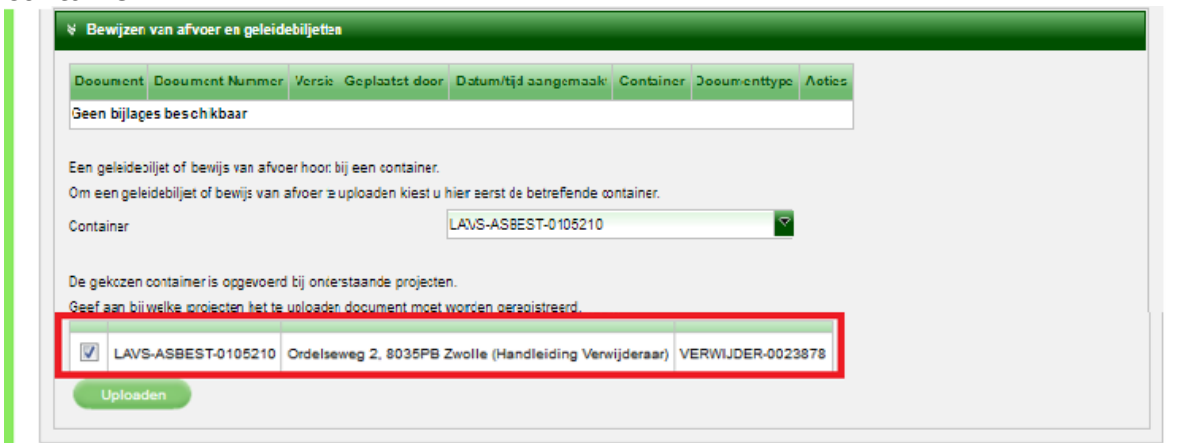 Bewijzen van afvoer en geleidebiljetten
Document Document Nummer Versie Geplaatst door Datum/tijd aangemaakt Container Documenttype Acties
Geen bijlages beschikbaar
Een geleidebiljet of bewijs van afvoer hoort bij een container.
Om een geleidebiljet of bewijs van afvoer te uploaden kiest u hier eerst de betreffende container.
Container LAVS-ASBEST-0105210
De gekozen container is opgevoerd bij onderstaande projecten.
Geef aan bij welke projecten het te uploaden document moet worden geregistreerd.
LAVS-ASBEST-0105210 Ordelseweg 2, 8035PB Zwolle (Handleiding Verwijderaar) VERWIJDER-0023878
Uploaden